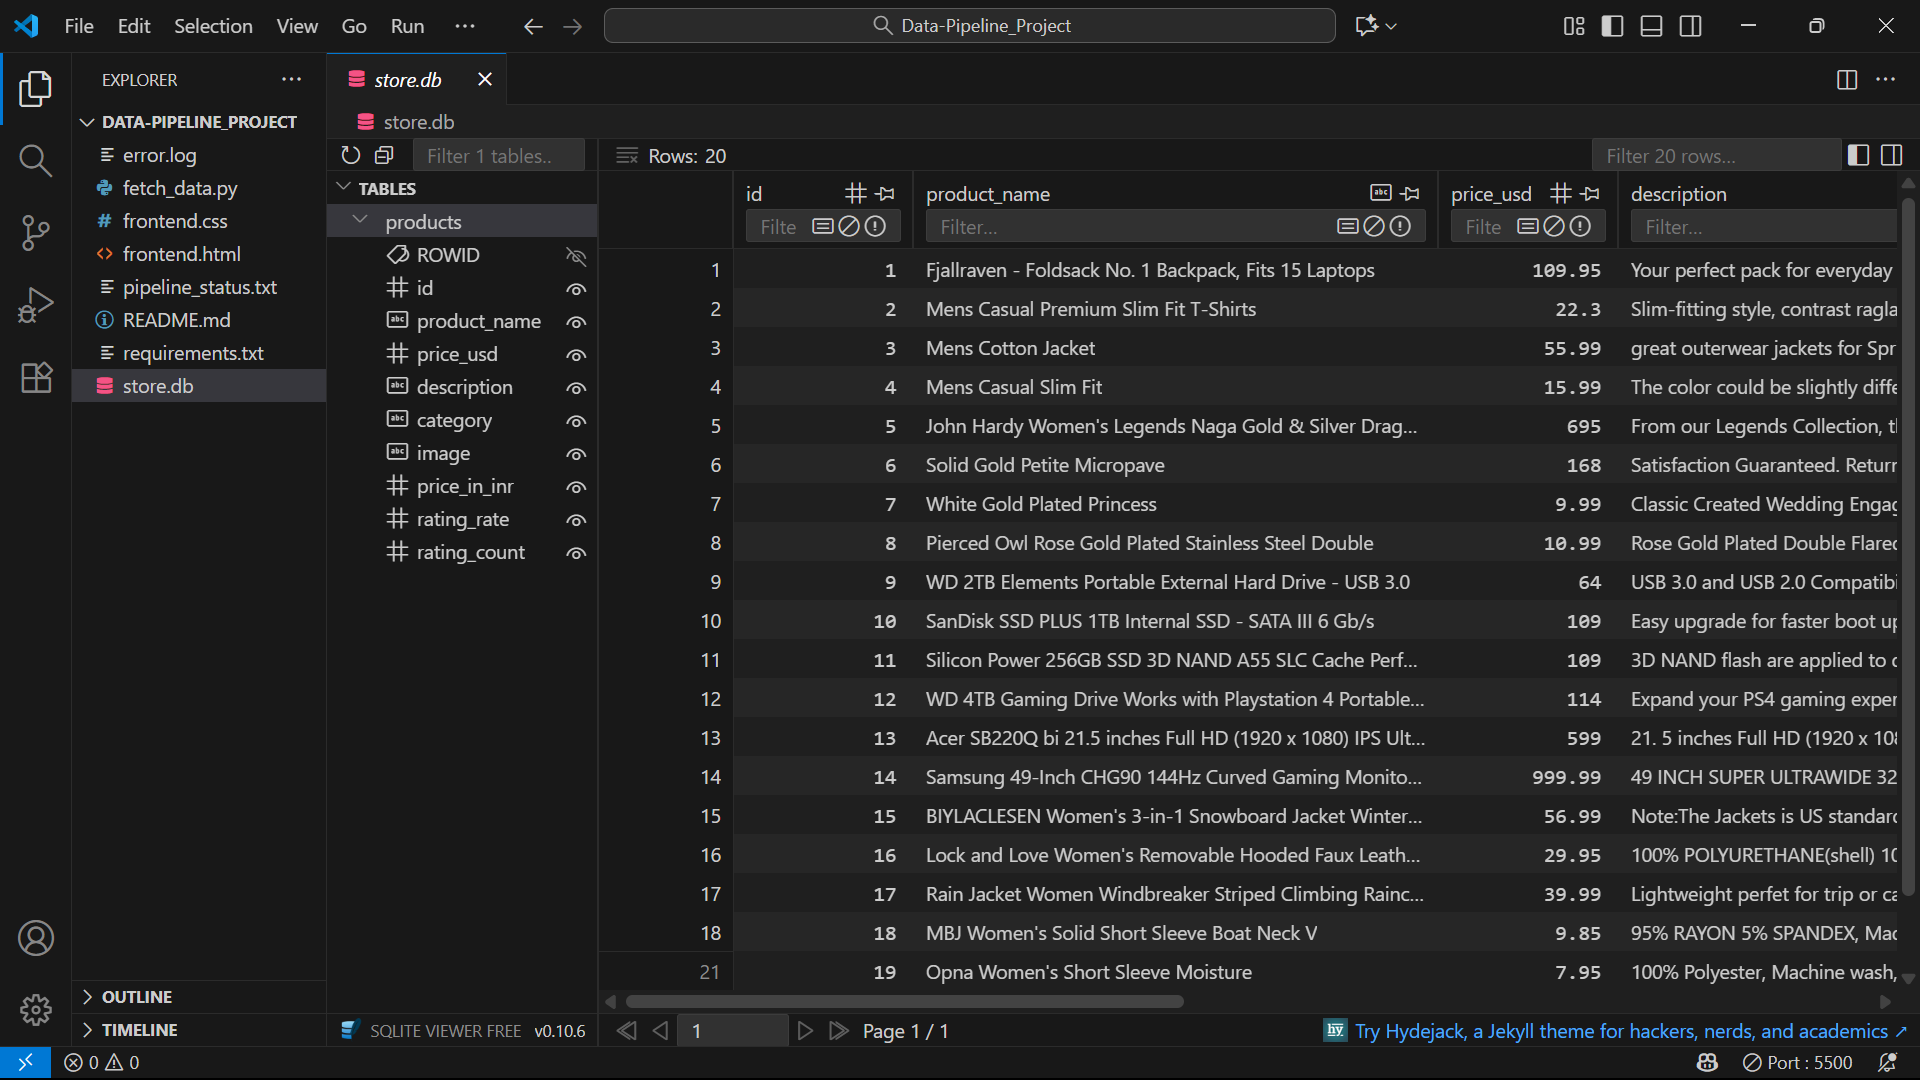 File Edit Selection View Go Run ··· Data-Pipeline_Project
EXPLORER
DATA-PIPELINE_PROJECT
error.log
fetch_data.py
frontend.css
frontend.html
pipeline_status.txt
README.md
requirements.txt
store.db
OUTLINE
TIMELINE
store.db
store.db
Filter 1 tables..
TABLES
products
ROWID
id
product_name
price_usd
description
category
image
price_in_inr
rating_rate
rating_count
SQLITE VIEWER FREE v0.10.6
Rows: 20 Filter 20 rows...
id product_name price_usd description
Filte Filter... Filte Filter...
1 1 Fjallraven - Foldsack No. 1 Backpack, Fits 15 Laptops 109.95 Your perfect pack for everyday
2 2 Mens Casual Premium Slim Fit T-Shirts 22.3 Slim-fitting style, contrast ragla
3 3 Mens Cotton Jacket 55.99 great outerwear jackets for Spr
4 4 Mens Casual Slim Fit 15.99 The color could be slightly diffe
5 5 John Hardy Women's Legends Naga Gold & Silver Drag... 695 From our Legends Collection, t
6 6 Solid Gold Petite Micropave 168 Satisfaction Guaranteed. Return
7 7 White Gold Plated Princess 9.99 Classic Created Wedding Engag
8 8 Pierced Owl Rose Gold Plated Stainless Steel Double 10.99 Rose Gold Plated Double Flared
9 9 WD 2TB Elements Portable External Hard Drive - USB 3.0 64 USB 3.0 and USB 2.0 Compatibi
10 10 SanDisk SSD PLUS 1TB Internal SSD - SATA III 6 Gb/s 109 Easy upgrade for faster boot up
11 11 Silicon Power 256GB SSD 3D NAND A55 SLC Cache Perf... 109 3D NAND flash are applied to
12 12 WD 4TB Gaming Drive Works with Playstation 4 Portable... 114 Expand your PS4 gaming exper
13 13 Acer SB220Q bi 21.5 inches Full HD (1920 x 1080) IPS Ult... 599 21. 5 inches Full HD (1920 x 108
14 14 Samsung 49-Inch CHG90 144Hz Curved Gaming Monito... 999.99 49 INCH SUPER ULTRAWIDE 32
15 15 BIYLACLESEN Women's 3-in-1 Snowboard Jacket Winter... 56.99 Note:The Jackets is US standard
16 16 Lock and Love Women's Removable Hooded Faux Leath... 29.95 100% POLYURETHANE(shell) 10
17 17 Rain Jacket Women Windbreaker Striped Climbing Rainc... 39.99 Lightweight perfet for trip or ca
18 18 MBJ Women's Solid Short Sleeve Boat Neck V 9.85 95% RAYON 5% SPANDEX, Mac
21 19 Opna Women's Short Sleeve Moisture 7.95 100% Polyester, Machine wash,
1 Page 1 / 1 hy Try Hydejack, a Jekyll theme for hackers, nerds, and academics ↗
0 0 Port : 5500